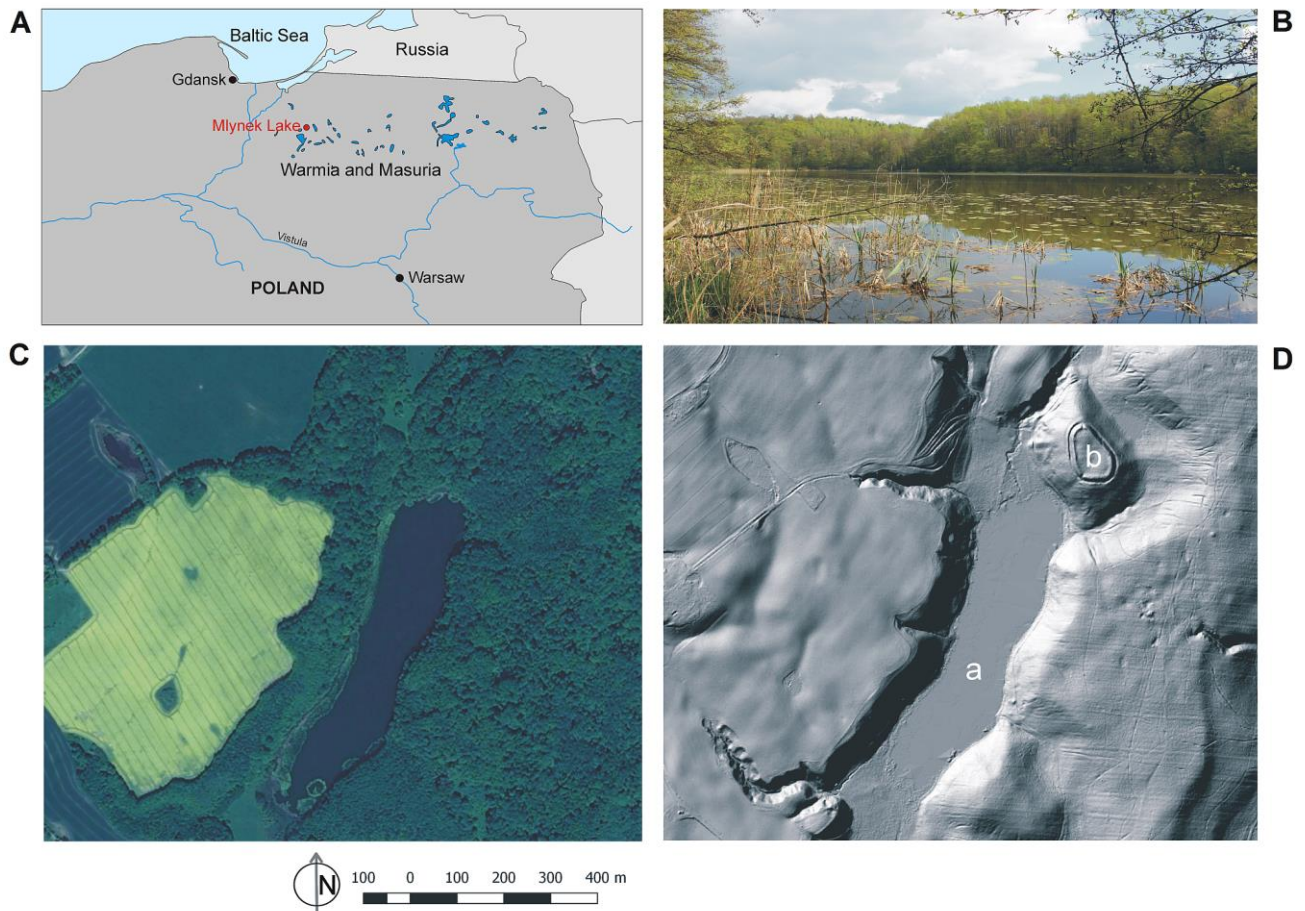 A
Baltic Sea
Russia
Gdansk
Mlynek Lake
Warmia and Masuria
Vistula
Warsaw
POLAND
B
C
D
b
a
N
100 0 100 200 300 400 m